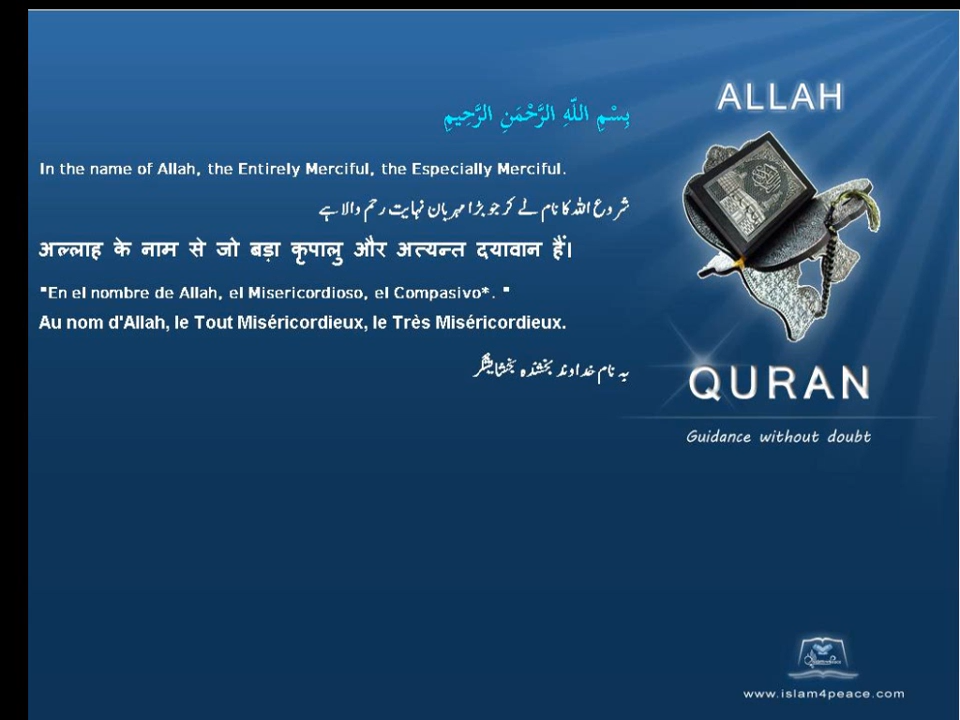 بِسْمِ اللَّهِ الرَّحْمَنِ الرَّحِيمِ
In the name of Allah, the Entirely Merciful, the Especially Merciful.
شروع الله کا نام لے کر جو بڑا مہربان نہایت رحم والا ہے
अल्लाह के नाम से जो बड़ा कृपालु और अत्यन्त दयावान हैं।
"En el nombre de Allah, el Misericordioso, el Compasivo*. "
Au nom d'Allah, le Tout Miséricordieux, le Très Miséricordieux.
به نام خداوند بخشنده بخشایشگر
ALLAH
QURAN
Guidance without doubt
www.islam4peace.com